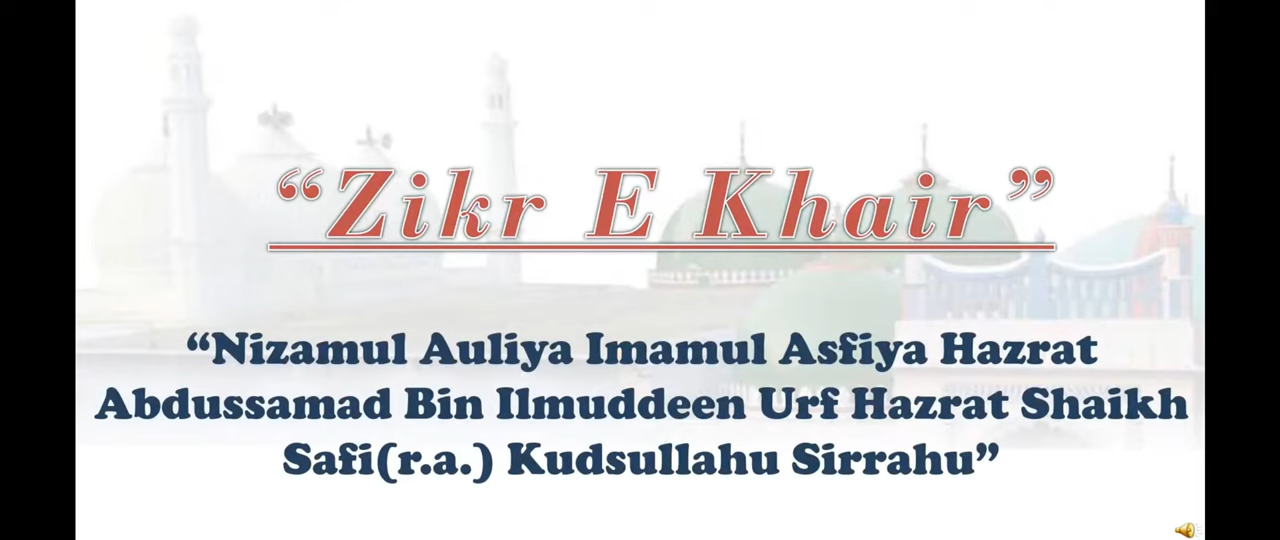 “Zikr E Khair”
“Nizamul Auliya Imamul Asfiya Hazrat
Abdussamad Bin Ilmuddeen Urf Hazrat Shaikh
Safi(r.a.) Kudsullahu Sirrahu”